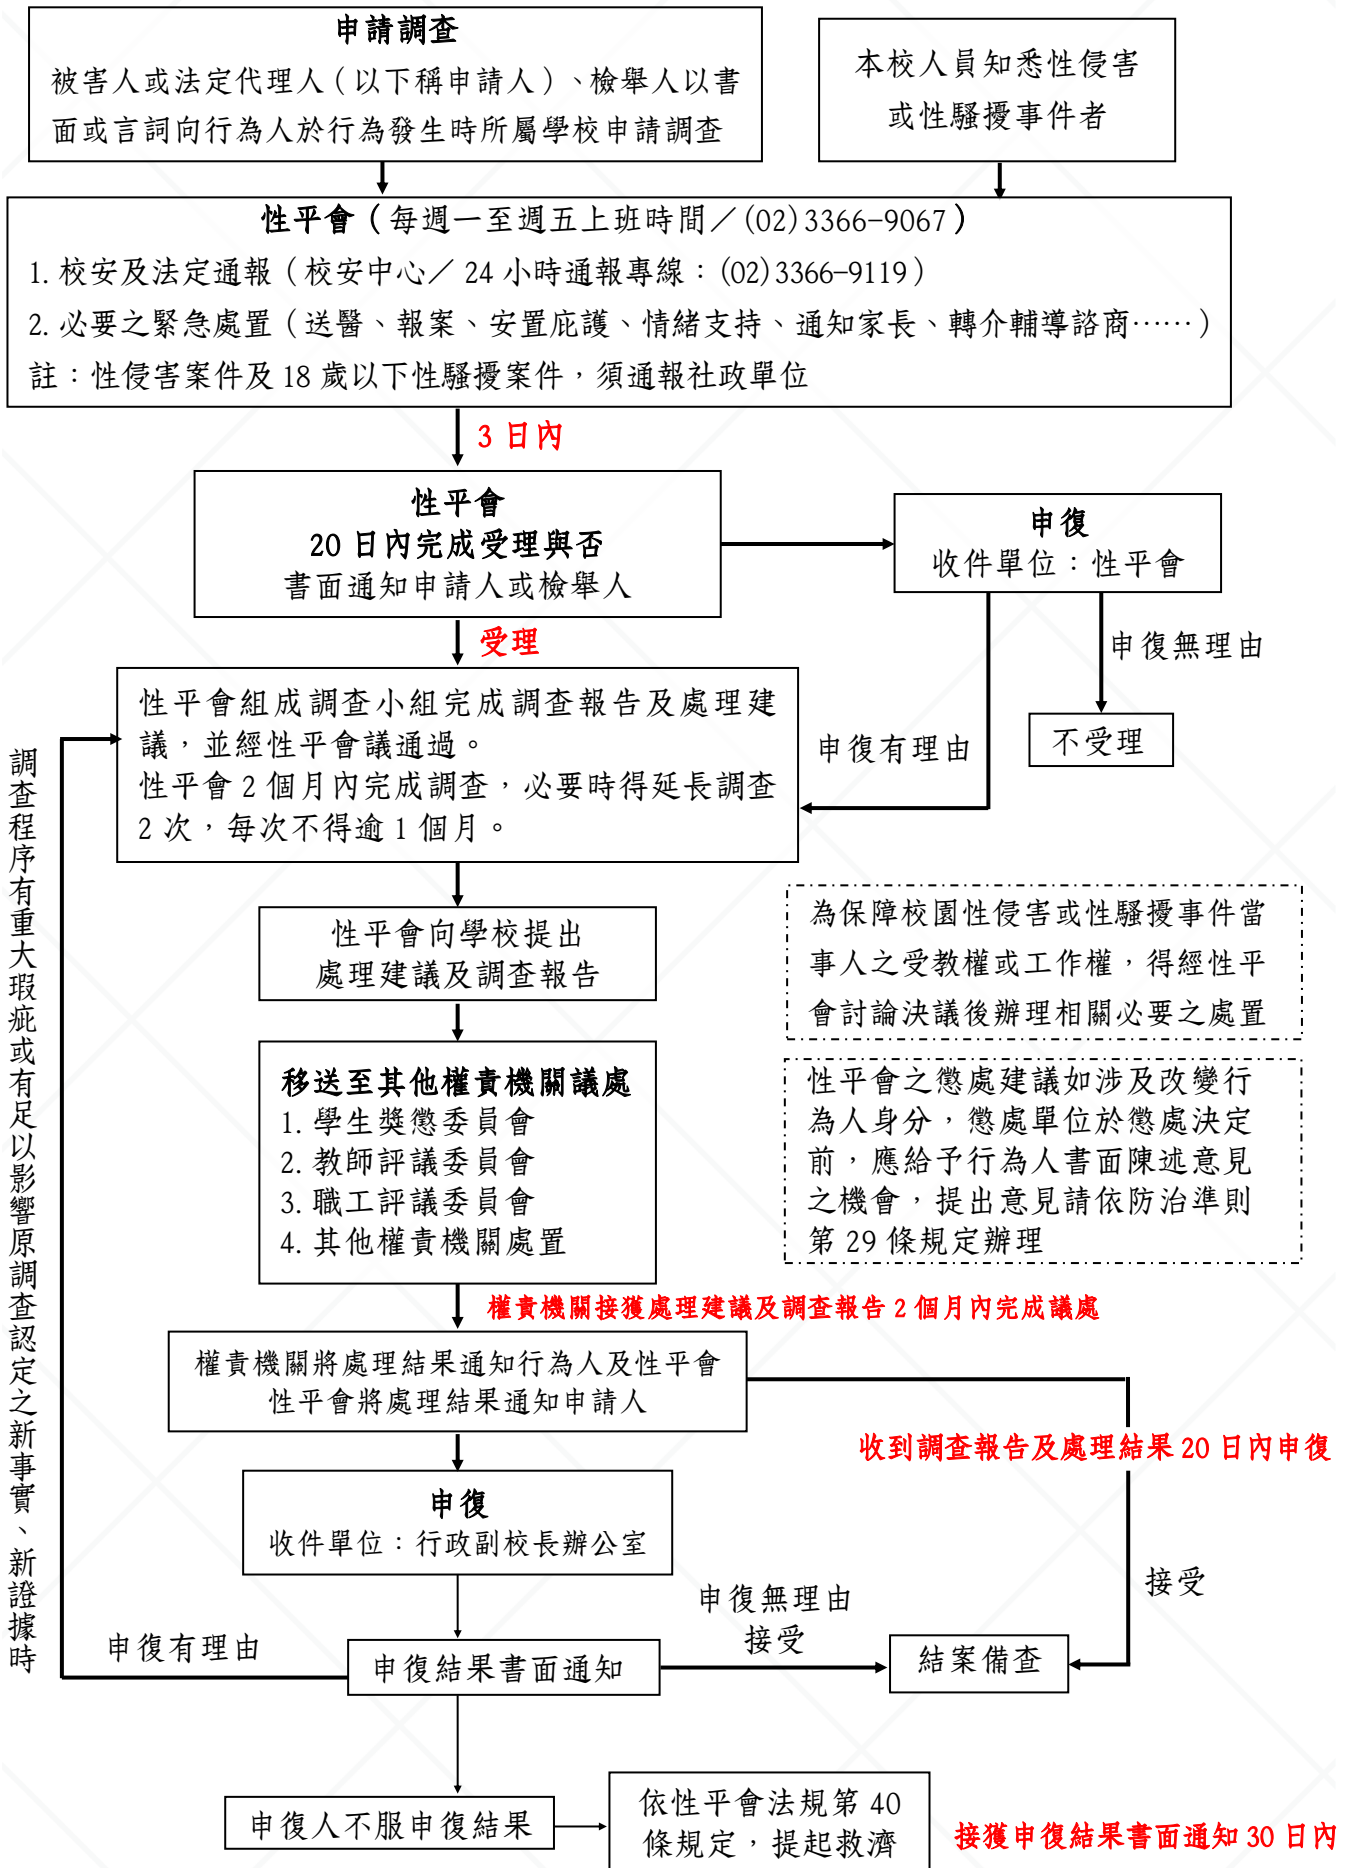 申請調查
被害人或法定代理人（以下稱申請人）、檢舉人以書
面或言詞向行為人於行為發生時所屬學校申請調查
本校人員知悉性侵害
或性騷擾事件者
性平會（每週一至週五上班時間／(02)3366-9067）
1. 校安及法定通報（校安中心／ 24 小時通報專線：(02)3366-9119）
2. 必要之緊急處置（送醫、報案、安置庇護、情緒支持、通知家長、轉介輔導諮商……）
註：性侵害案件及 18 歲以下性騷擾案件，須通報社政單位
3 日內
性平會
20 日內完成受理與否
書面通知申請人或檢舉人
申復
收件單位：性平會
受理
申復無理由
不受理
申復有理由
性平會組成調查小組完成調查報告及處理建
議，並經性平會議通過。
性平會 2 個月內完成調查，必要時得延長調查
2 次，每次不得逾 1 個月。
調查程序有重大瑕疵或有足以影響原調查認定之新事實、新證據時
性平會向學校提出
處理建議及調查報告
為保障校園性侵害或性騷擾事件當
事人之受教權或工作權，得經性平
會討論決議後辦理相關必要之處置
移送至其他權責機關議處
1. 學生獎懲委員會
2. 教師評議委員會
3. 職工評議委員會
4. 其他權責機關處置
性平會之懲處建議如涉及改變行
為人身分，懲處單位於懲處決定
前，應給予行為人書面陳述意見
之機會，提出意見請依防治準則
第 29 條規定辦理
權責機關接獲處理建議及調查報告 2 個月內完成議處
權責機關將處理結果通知行為人及性平會
性平會將處理結果通知申請人
收到調查報告及處理結果 20 日內申復
申復
收件單位：行政副校長辦公室
接受
申復無理由
接受
申復有理由
申復結果書面通知
結案備查
申復人不服申復結果
依性平會法規第 40
條規定，提起救濟
接獲申復結果書面通知 30 日內